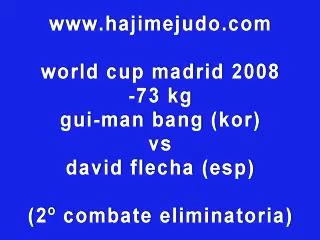 www.hajimejudo.com
world cup madrid 2008
-73 kg
gui-man bang (kor)
vs
david flecha (esp)
(2º combate eliminatoria)